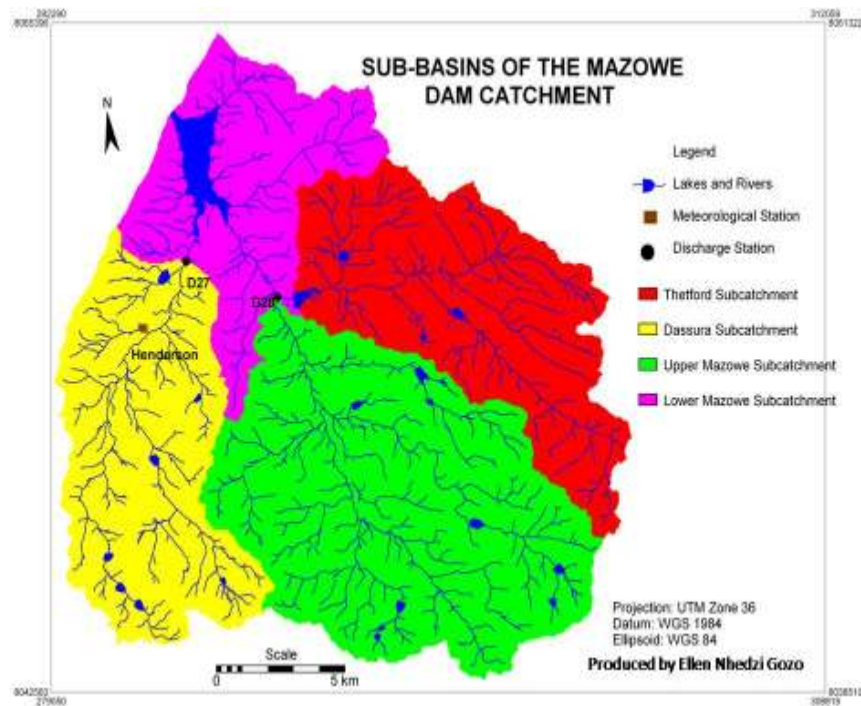 SUB-BASINS OF THE MAZOWE
DAM CATCHMENT
N
Legend
Lakes and Rivers
Meteorological Station
Discharge Station
Thetford Subcatchment
Dassura Subcatchment
Upper Mazowe Subcatchment
Lower Mazowe Subcatchment
D27
D28
Henderson
Projection: UTM Zone 36
Datum: WGS 1984
Ellipsoid: WGS 84
Produced by Ellen Nhedzi Gozo
Scale
0 5 km